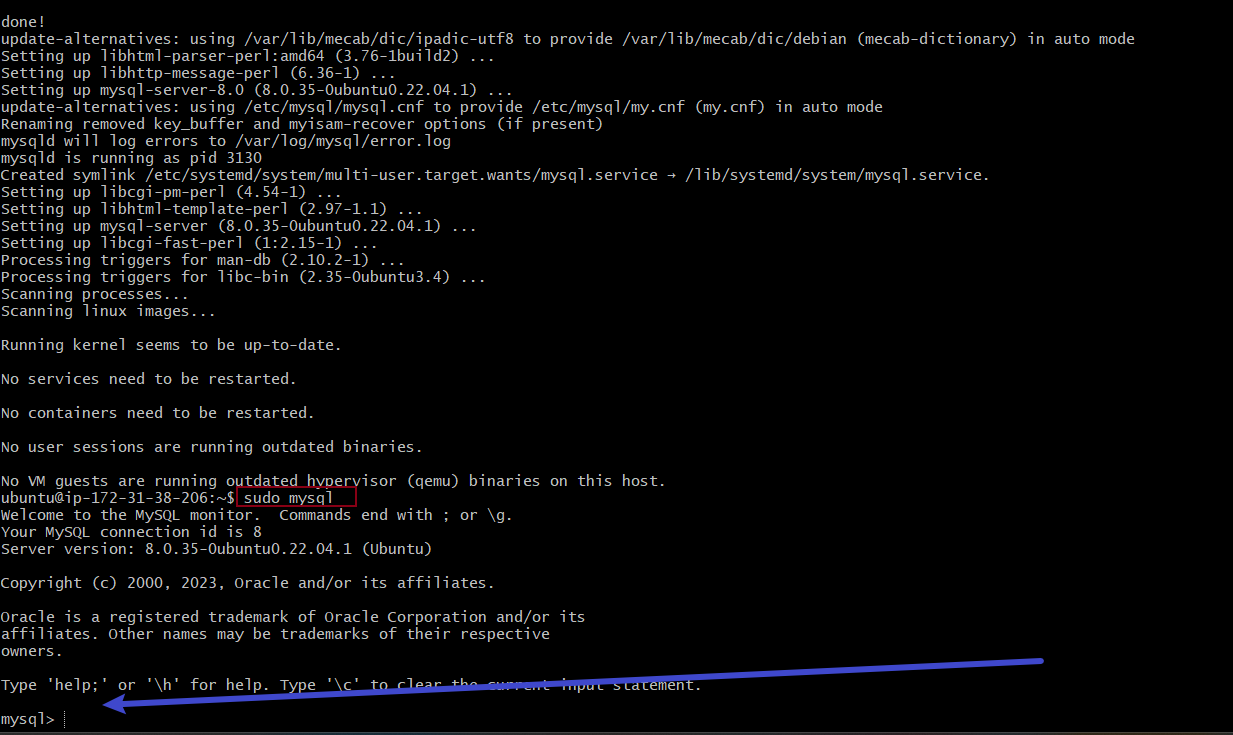 done!
update-alternatives: using /var/lib/mecab/dic/ipadic-utf8 to provide /var/lib/mecab/dic/debian (mecab-dictionary) in auto mode
Setting up libhtml-parser-perl:amd64 (3.76-1build2) ...
Setting up libhttp-message-perl (6.36-1) ...
Setting up mysql-server-8.0 (8.0.35-0ubuntu0.22.04.1) ...
update-alternatives: using /etc/mysql/mysql.cnf to provide /etc/mysql/my.cnf (my.cnf) in auto mode
Renaming removed key_buffer and myisam-recover options (if present)
mysqld will log errors to /var/log/mysql/error.log
mysqld is running as pid 3130
Created symlink /etc/systemd/system/multi-user.target.wants/mysql.service → /lib/systemd/system/mysql.service.
Setting up libcgi-pm-perl (4.54-1) ...
Setting up libhtml-template-perl (2.97-1.1) ...
Setting up mysql-server (8.0.35-0ubuntu0.22.04.1) ...
Setting up libcgi-fast-perl (1:2.15-1) ...
Processing triggers for man-db (2.10.2-1) ...
Processing triggers for libc-bin (2.35-0ubuntu3.4) ...
Scanning processes...
Scanning linux images...
Running kernel seems to be up-to-date.
No services need to be restarted.
No containers need to be restarted.
No user sessions are running outdated binaries.
No VM guests are running outdated hypervisor (qemu) binaries on this host.
ubuntu@ip-172-31-38-206:~$ sudo mysql
Welcome to the MySQL monitor.  Commands end with ; or \g.
Your MySQL connection id is 8
Server version: 8.0.35-0ubuntu0.22.04.1 (Ubuntu)
Copyright (c) 2000, 2023, Oracle and/or its affiliates.
Oracle is a registered trademark of Oracle Corporation and/or its
affiliates. Other names may be trademarks of their respective
owners.
Type 'help;' or '\h' for help. Type '\c' to clear the current input statement.
mysql>